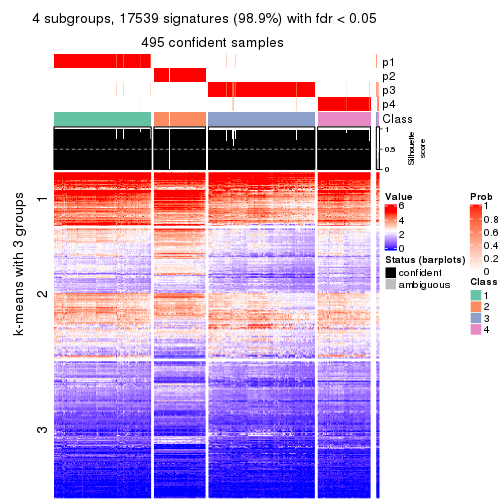 4 subgroups, 17539 signatures (98.9%) with fdr < 0.05
495 confident samples
p1
p2
p3
p4
Class
1
0.5
0
Silhouette
score
k-means with 3 groups
1
2
3
Value
6
4
2
0
Status (barplots)
confident
ambiguous
Prob
1
0.8
0.6
0.4
0.2
0
Class
1
2
3
4